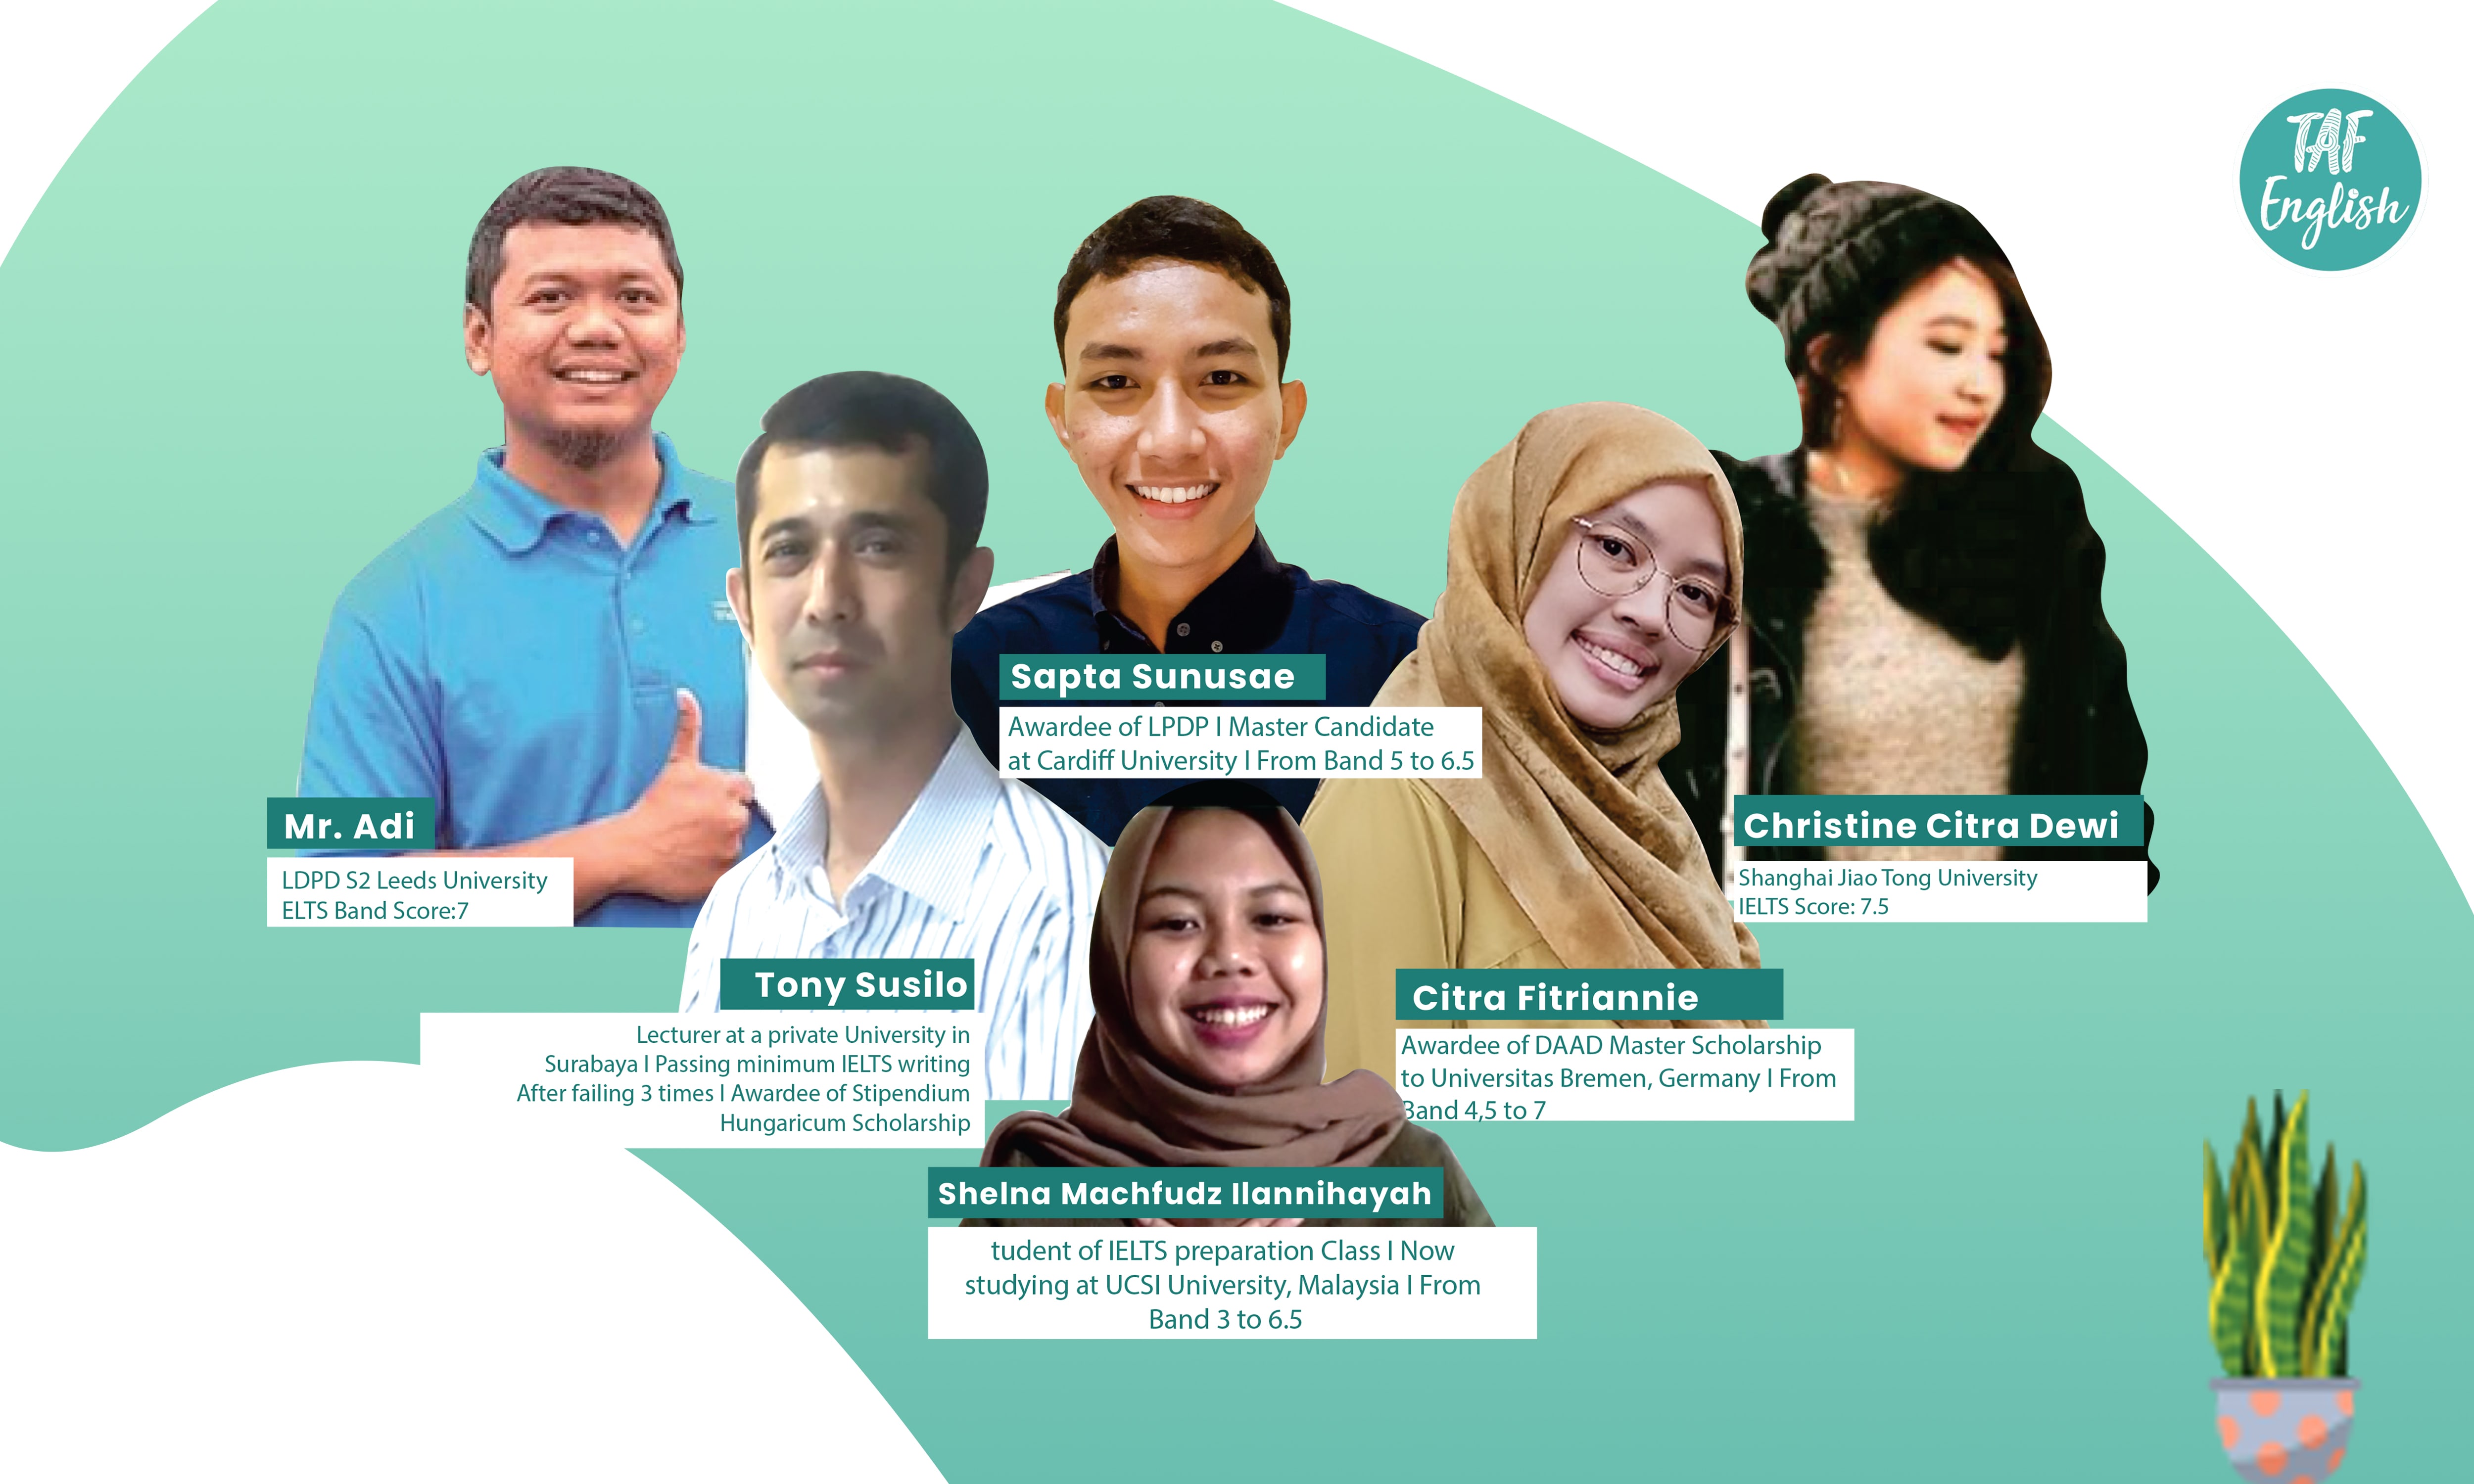 TAF
English
Sapta Sunusae
Awardee of LPDP I Master Candidate
at Cardiff University I From Band 5 to 6.5
Mr. Adi
LDPD S2 Leeds University
ELTS Band Score:7
Christine Citra Dewi
Shanghai Jiao Tong University
IELTS Score: 7.5
Tony Susilo
Lecturer at a private University in
Surabaya I Passing minimum IELTS writing
After failing 3 times I Awardee of Stipendium
Hungaricum Scholarship
Citra Fitriannie
Awardee of DAAD Master Scholarship
to Universitas Bremen, Germany I From
Band 4,5 to 7
Shelna Machfudz Ilannihayah
tudent of IELTS preparation Class I Now
studying at UCSI University, Malaysia I From
Band 3 to 6.5